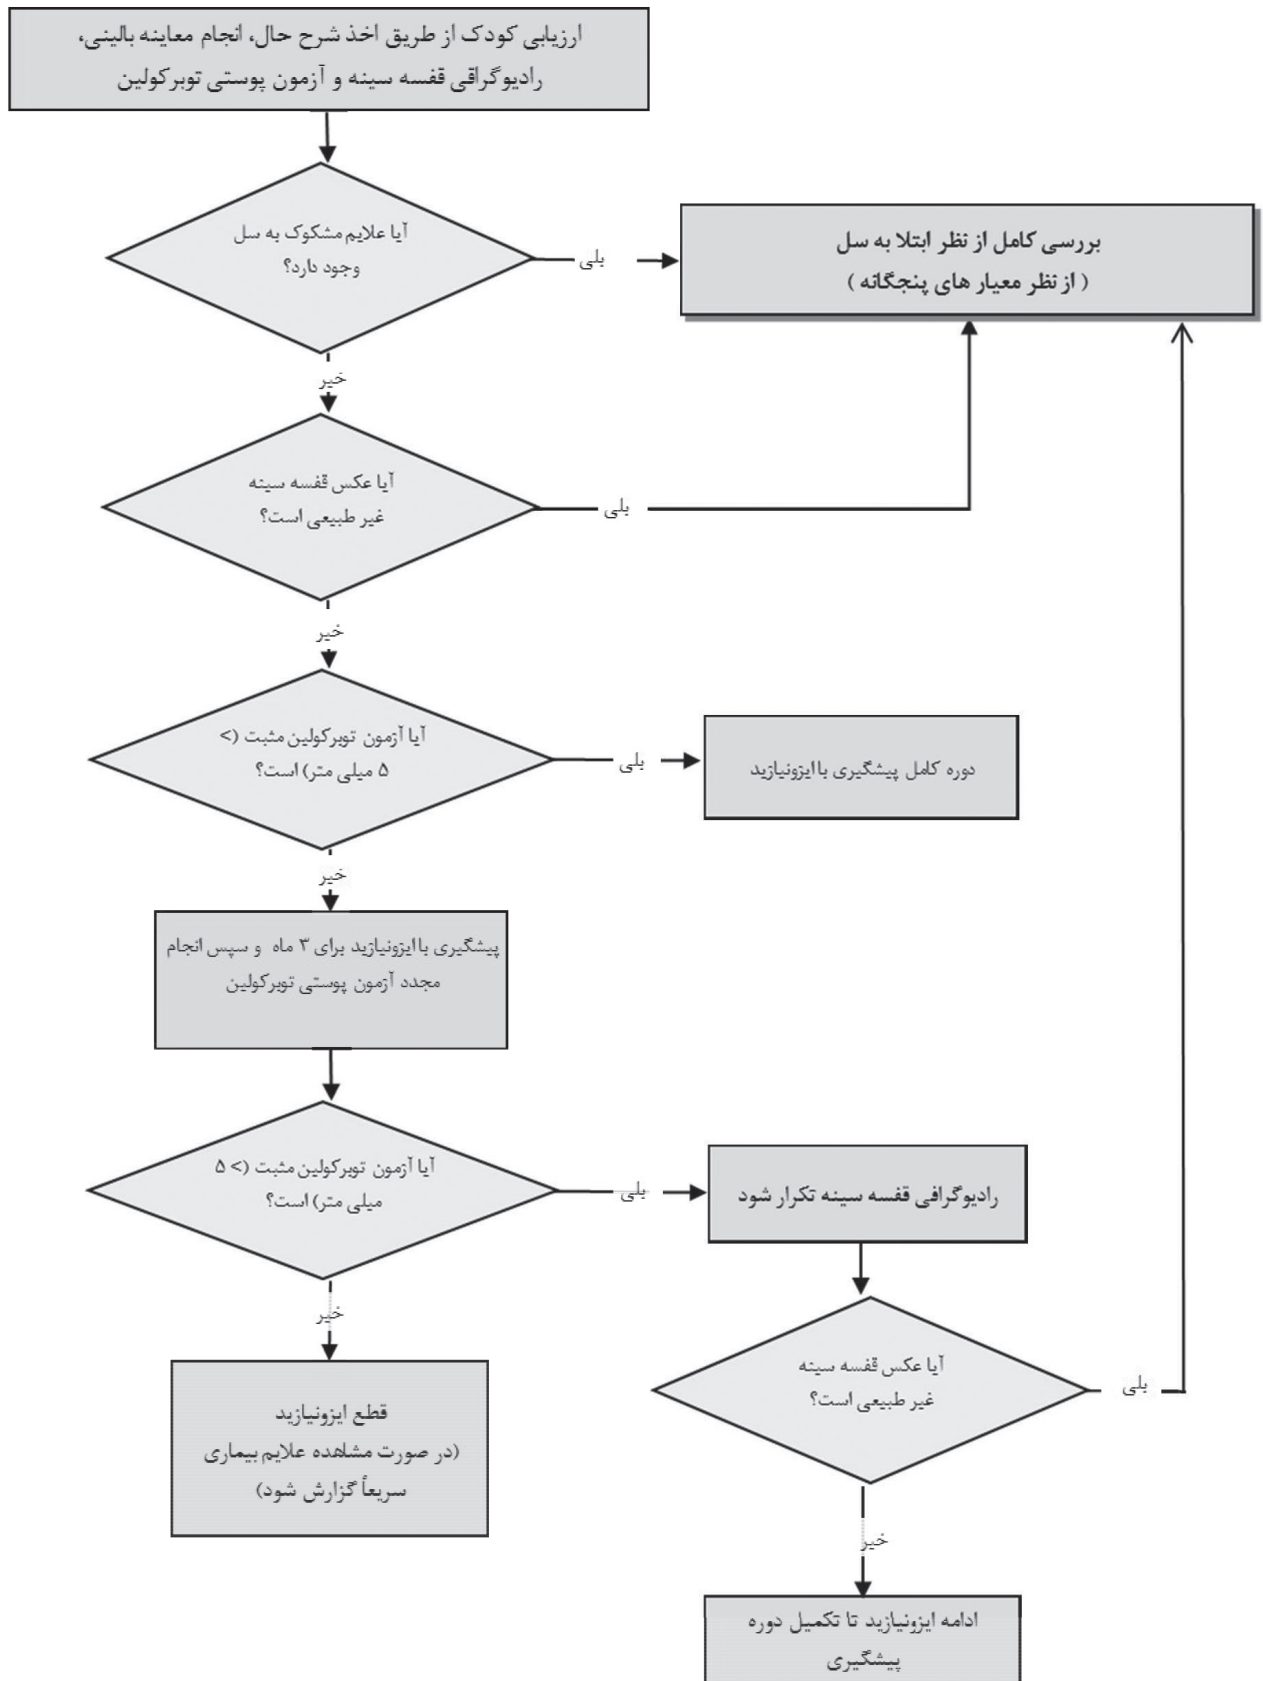 ارزیابی کودک از طریق اخذ شرح حال، انجام معاینه بالینی،
رادیوگراقی قفسه سینه و آزمون پوستی توبرکولین
آیا علایم مشکوک به سل
وجود دارد؟
بلی
بررسی کامل از نظر ابتلا به سل
( از نظر معیار های پنجگانه )
خیر
آیا عکس قفسه سینه
غیر طبیعی است؟
بلی
خیر
آیا آزمون توبرکولین مثبت (>
۵ میلی متر) است؟
بلی
دوره کامل پیشگیری با ایزونیازید
خیر
پیشگیری با ایزونیازید برای ۳ ماه و سپس انجام
مجدد آزمون پوستی توبرکولین
آیا آزمون توبرکولین مثبت (> ۵
میلی متر) است؟
بلی
رادیوگرافی قفسه سینه تکرار شود
خیر
آیا عکس قفسه سینه
غیر طبیعی است؟
بلی
قطع ایزونیازید
(در صورت مشاهده علایم بیماری
سریعاً گزارش شود)
خیر
ادامه ایزونیازید تا تکمیل دوره
پیشگیری